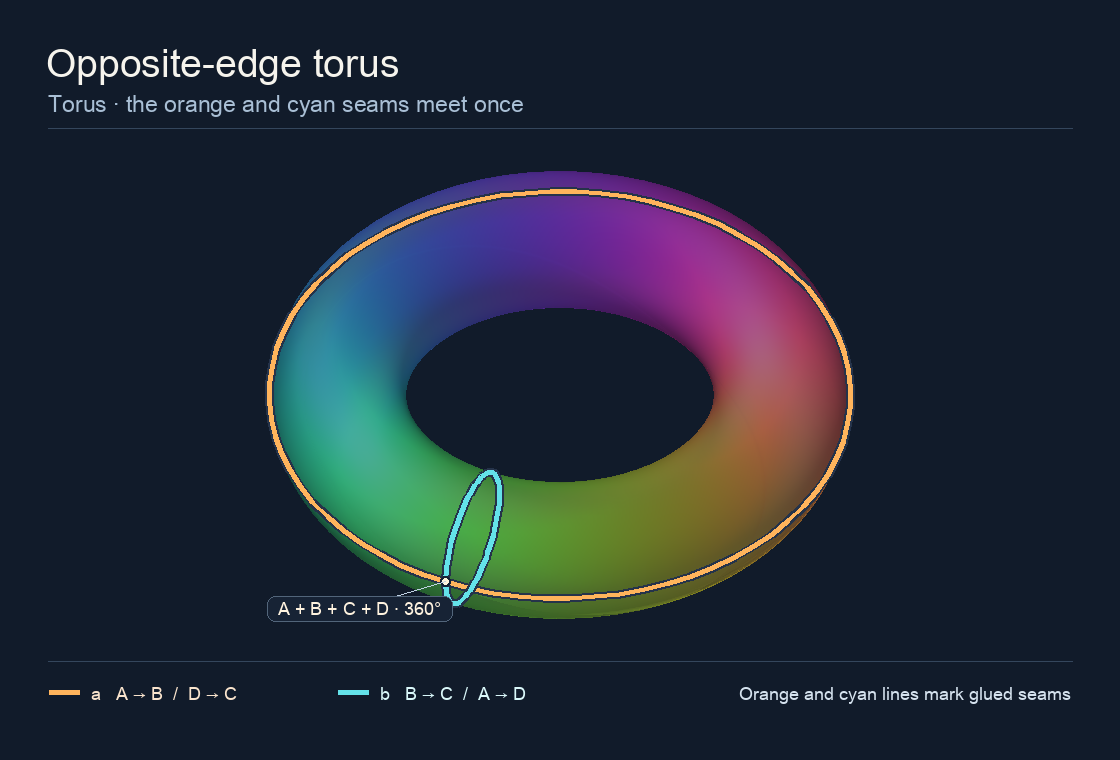 Opposite-edge torus
Torus · the orange and cyan seams meet once
A + B + C + D · 360°
a A→B / D→C
b B→C / A→D
Orange and cyan lines mark glued seams